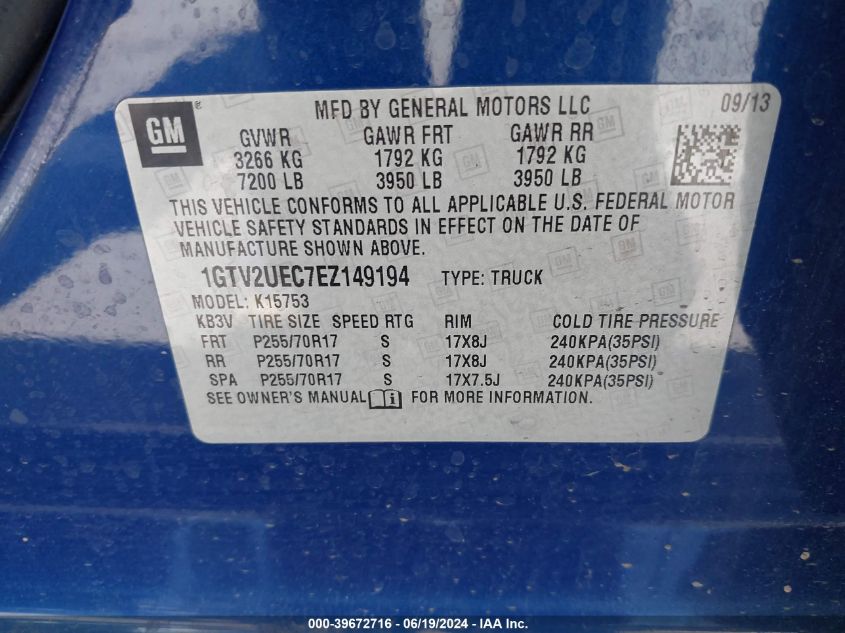 GM ® MFD BY GENERAL MOTORS LLC 09/13
GVWR GAWR FRT GAWR RR
3266 KG 1792 KG 1792 KG
7200 LB 3950 LB 3950 LB
THIS VEHICLE CONFORMS TO ALL APPLICABLE U.S. FEDERAL MOTOR
VEHICLE SAFETY STANDARDS IN EFFECT ON THE DATE OF
MANUFACTURE SHOWN ABOVE.
1GTV2UEC7EZ149194 TYPE: TRUCK
MODEL: K15753
KB3V TIRE SIZE SPEED RTG RIM COLD TIRE PRESSURE
FRT P255/70R17 S 17X8J 240KPA(35PSI)
RR P255/70R17 S 17X8J 240KPA(35PSI)
SPA P255/70R17 S 17X7.5J 240KPA(35PSI)
SEE OWNER'S MANUAL i FOR MORE INFORMATION.
000-39672716 - 06/19/2024 - IAA Inc.